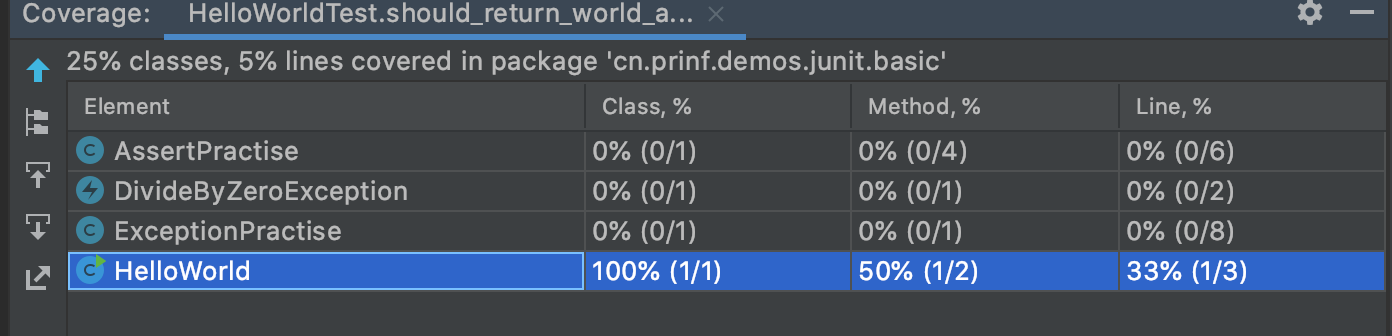 Coverage: HelloWorldTest.should_return_world_a...
25% classes, 5% lines covered in package 'cn.prinf.demos.junit.basic'
Element Class, % Method, % Line, %
AssertPractise 0% (0/1) 0% (0/4) 0% (0/6)
DivideByZeroException 0% (0/1) 0% (0/1) 0% (0/2)
ExceptionPractise 0% (0/1) 0% (0/1) 0% (0/8)
HelloWorld 100% (1/1) 50% (1/2) 33% (1/3)